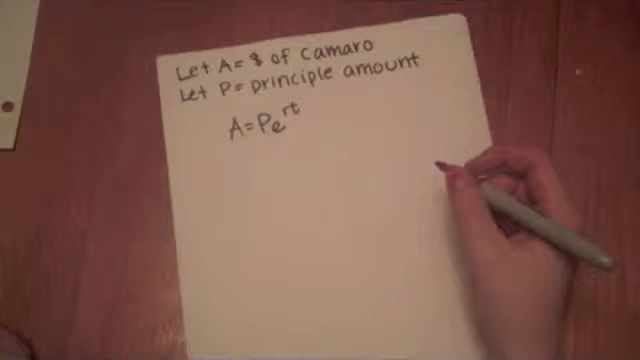 Let A = $ of Camaro
Let P = principle amount
A = Pe^rt